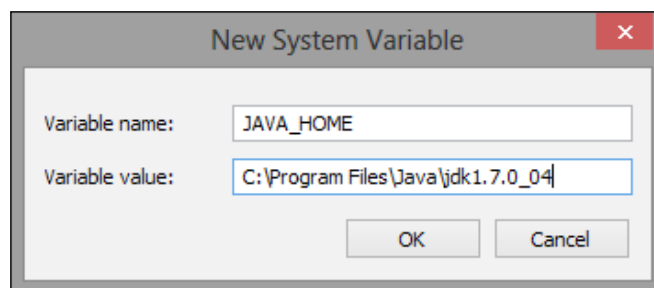 New System Variable
Variable name: JAVA_HOME
Variable value: C:\Program Files\Java\jdk1.7.0_04
OK Cancel